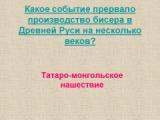 Какое событие прервало
производство бисера в
Древней Руси на несколько
веков?
Татаро-монгольское
нашествие